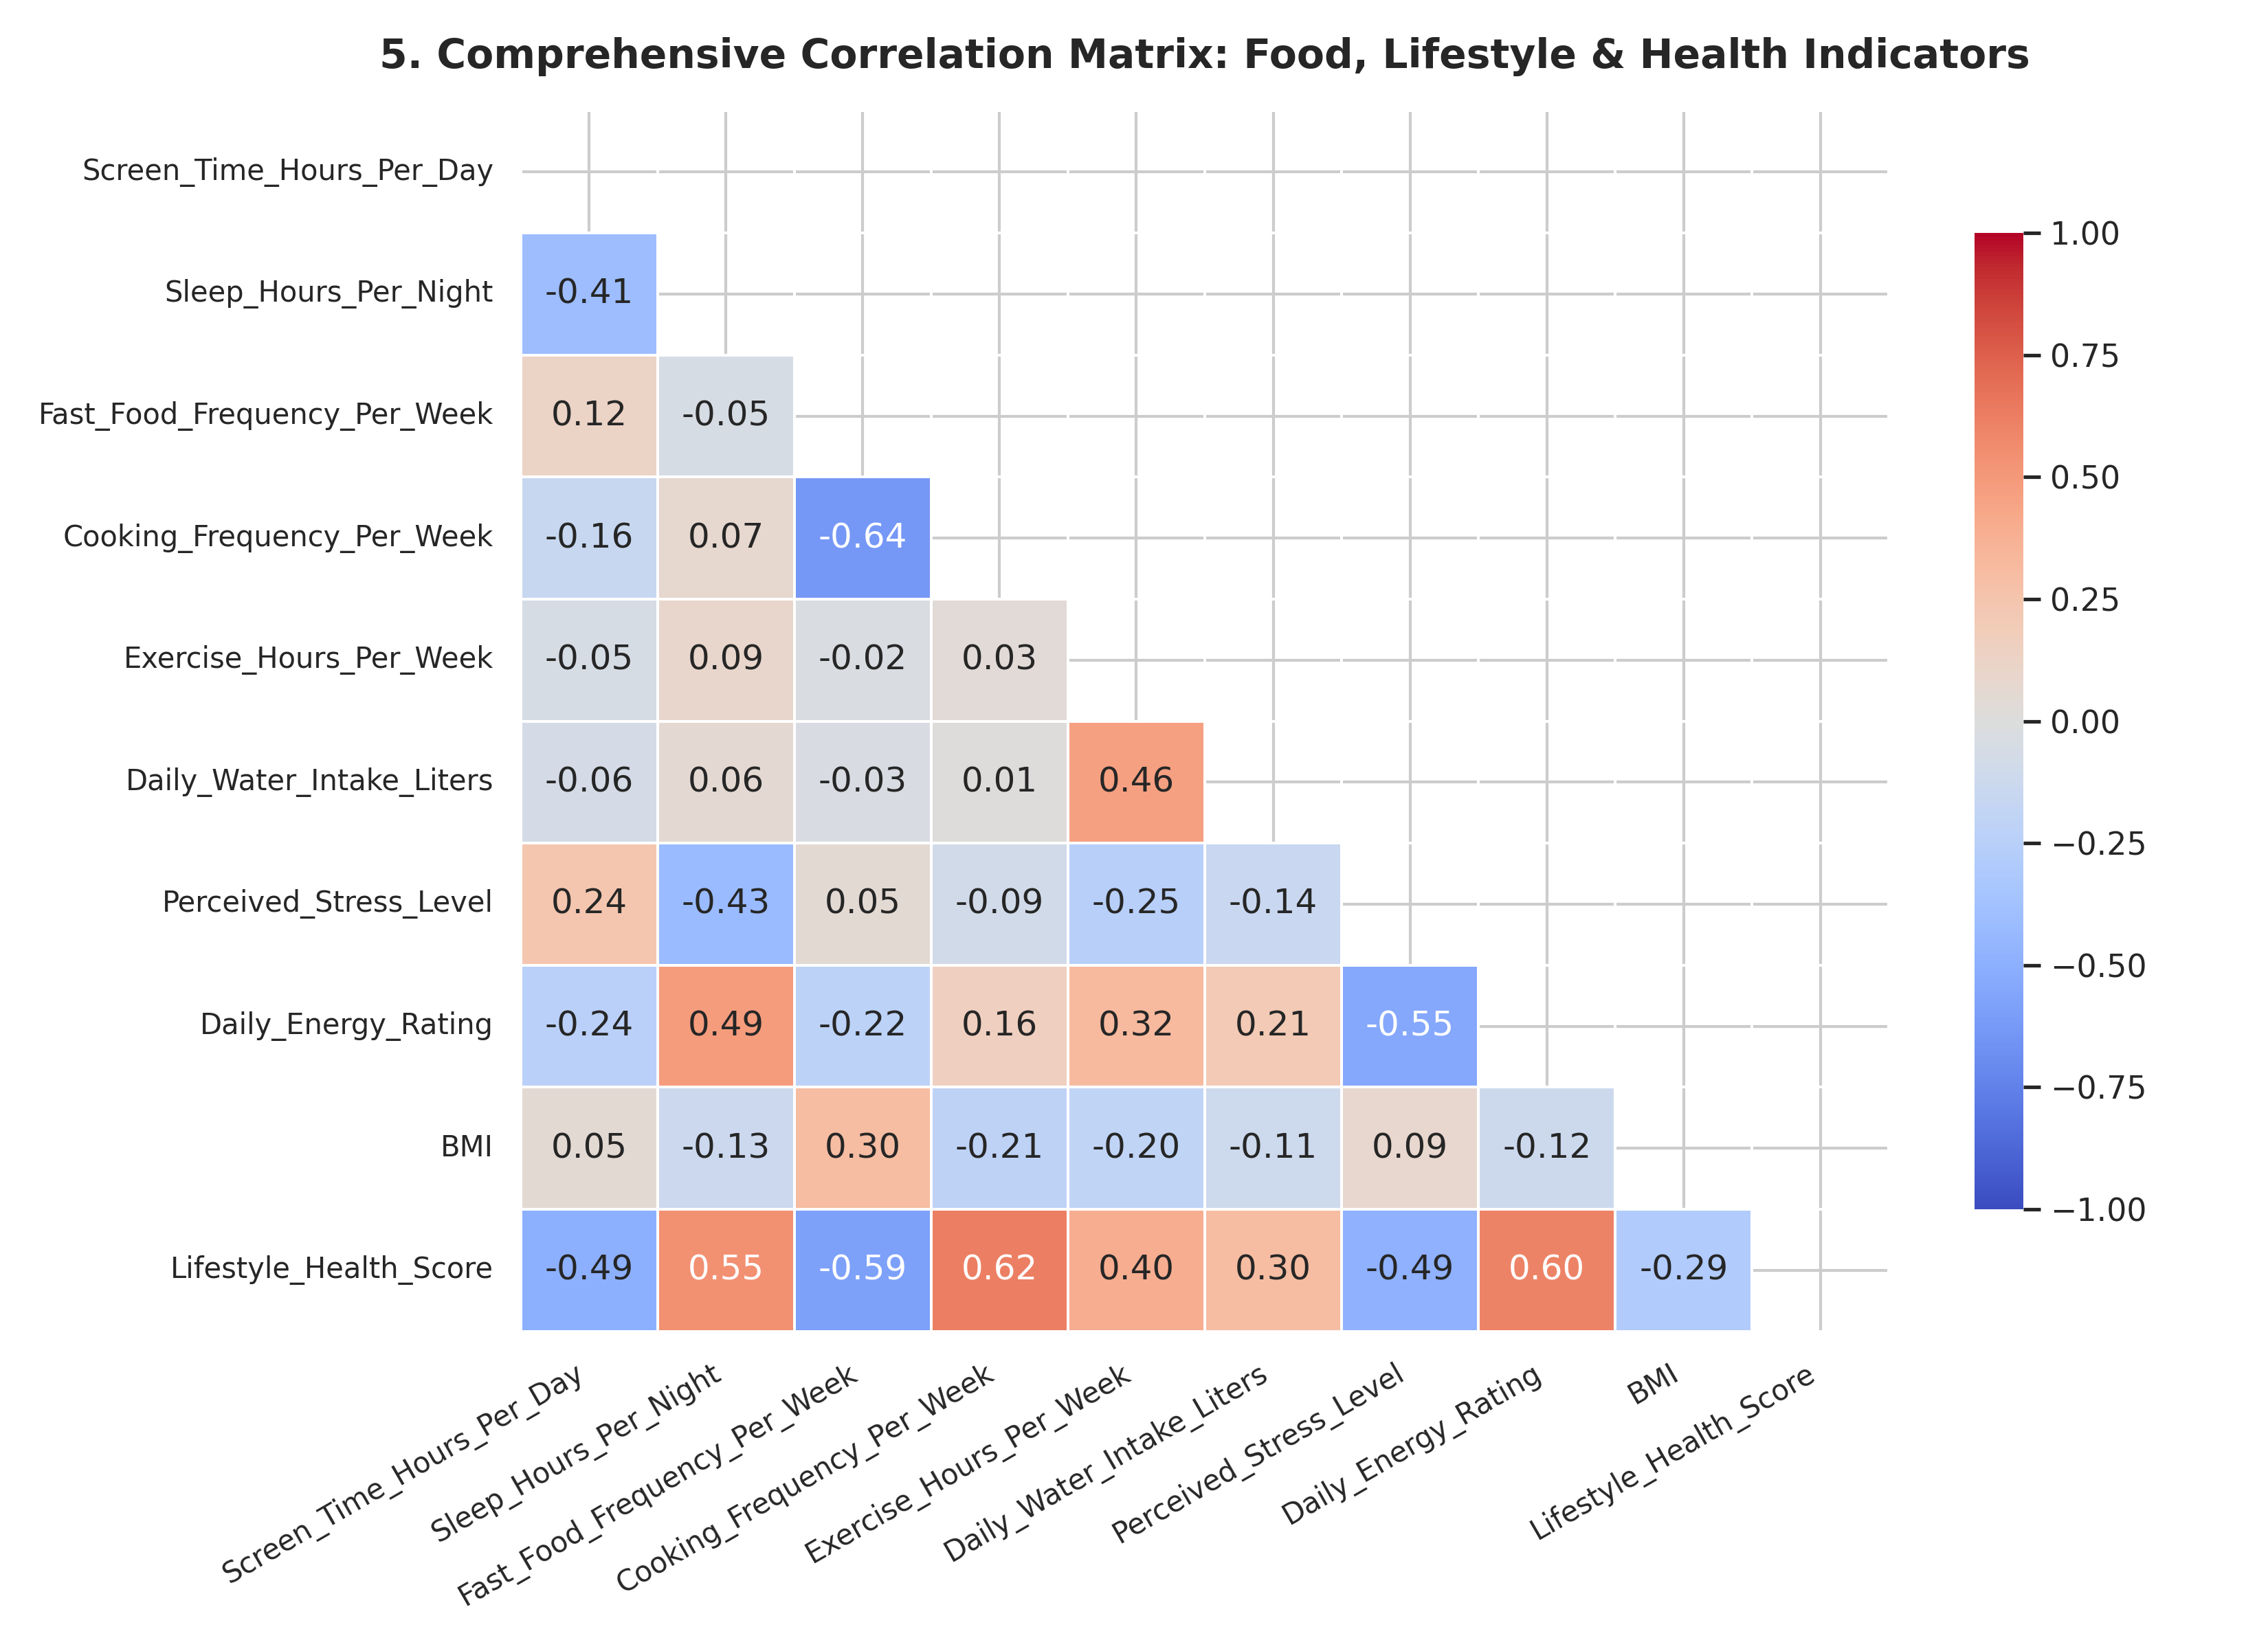 5. Comprehensive Correlation Matrix: Food, Lifestyle & Health Indicators
Screen_Time_Hours_Per_Day
Sleep_Hours_Per_Night -0.41
Fast_Food_Frequency_Per_Week 0.12 -0.05
Cooking_Frequency_Per_Week -0.16 0.07 -0.64
Exercise_Hours_Per_Week -0.05 0.09 -0.02 0.03
Daily_Water_Intake_Liters -0.06 0.06 -0.03 0.01 0.46
Perceived_Stress_Level 0.24 -0.43 0.05 -0.09 -0.25 -0.14
Daily_Energy_Rating -0.24 0.49 -0.22 0.16 0.32 0.21 -0.55
BMI 0.05 -0.13 0.30 -0.21 -0.20 -0.11 0.09 -0.12
Lifestyle_Health_Score -0.49 0.55 -0.59 0.62 0.40 0.30 -0.49 0.60 -0.29
Screen_Time_Hours_Per_Day
Sleep_Hours_Per_Night
Fast_Food_Frequency_Per_Week
Cooking_Frequency_Per_Week
Exercise_Hours_Per_Week
Daily_Water_Intake_Liters
Perceived_Stress_Level
Daily_Energy_Rating
BMI
Lifestyle_Health_Score
1.00
0.75
0.50
0.25
0.00
−0.25
−0.50
−0.75
−1.00